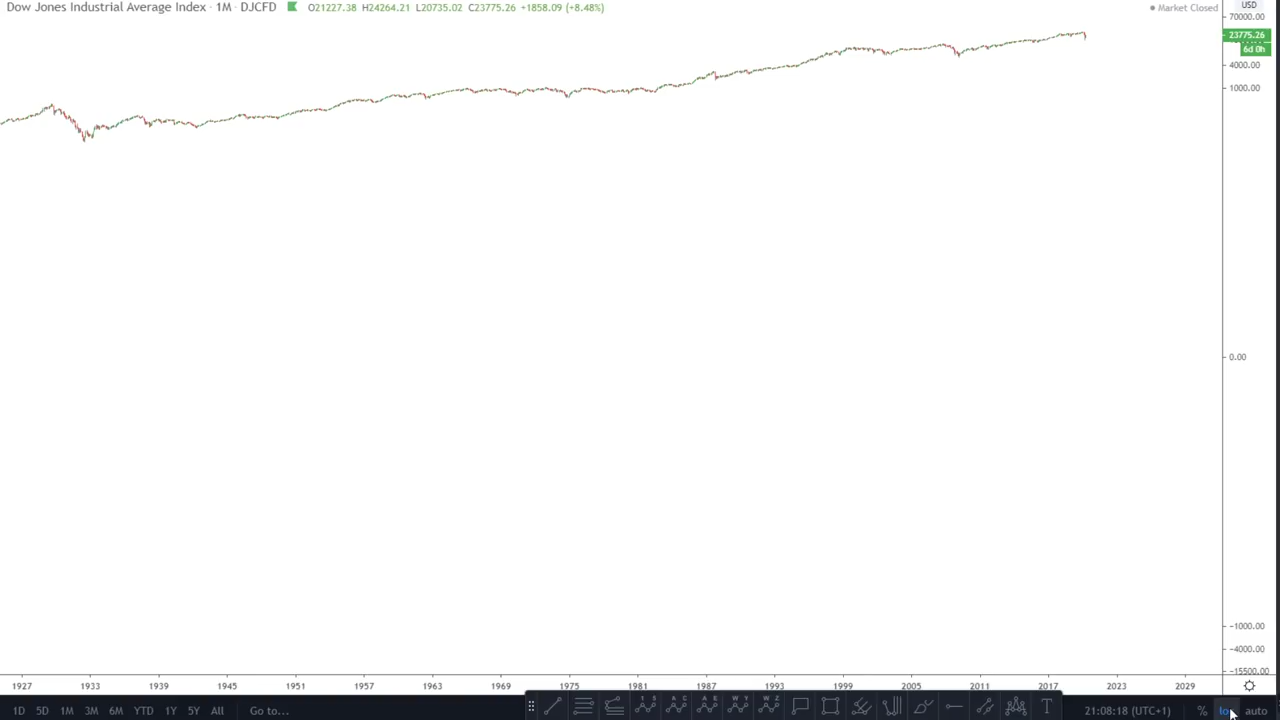 Dow Jones Industrial Average Index · 1M · DJCFD O21227.38 H24264.21 L20735.02 C23775.26 +1858.09 (+8.48%) Market Closed USD
70000.00
23775.26
6d 0h
4000.00
1000.00
0.00
-1000.00
-4000.00
-15500.00
1927 1933 1939 1945 1951 1957 1963 1969 1975 1981 1987 1993 1999 2005 2011 2017 2023 2029
1D 5D 1M 3M 6M YTD 1Y 5Y All Go to... 21:08:18 (UTC+1) % lo auto